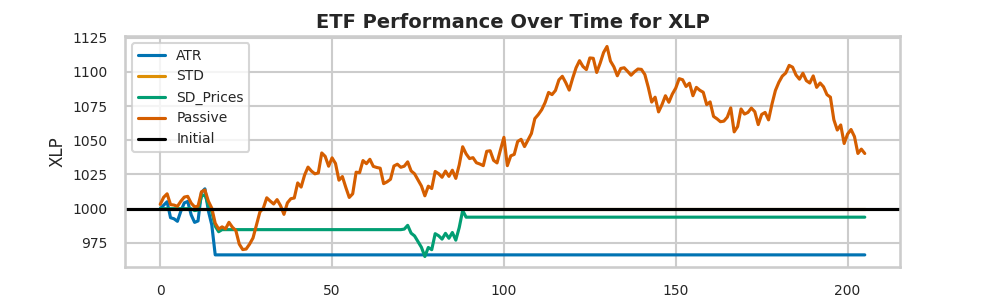 ETF Performance Over Time for XLP
XLP
1125
1100
1075
1050
1025
1000
975
ATR
STD
SD_Prices
Passive
Initial
0
50
100
150
200